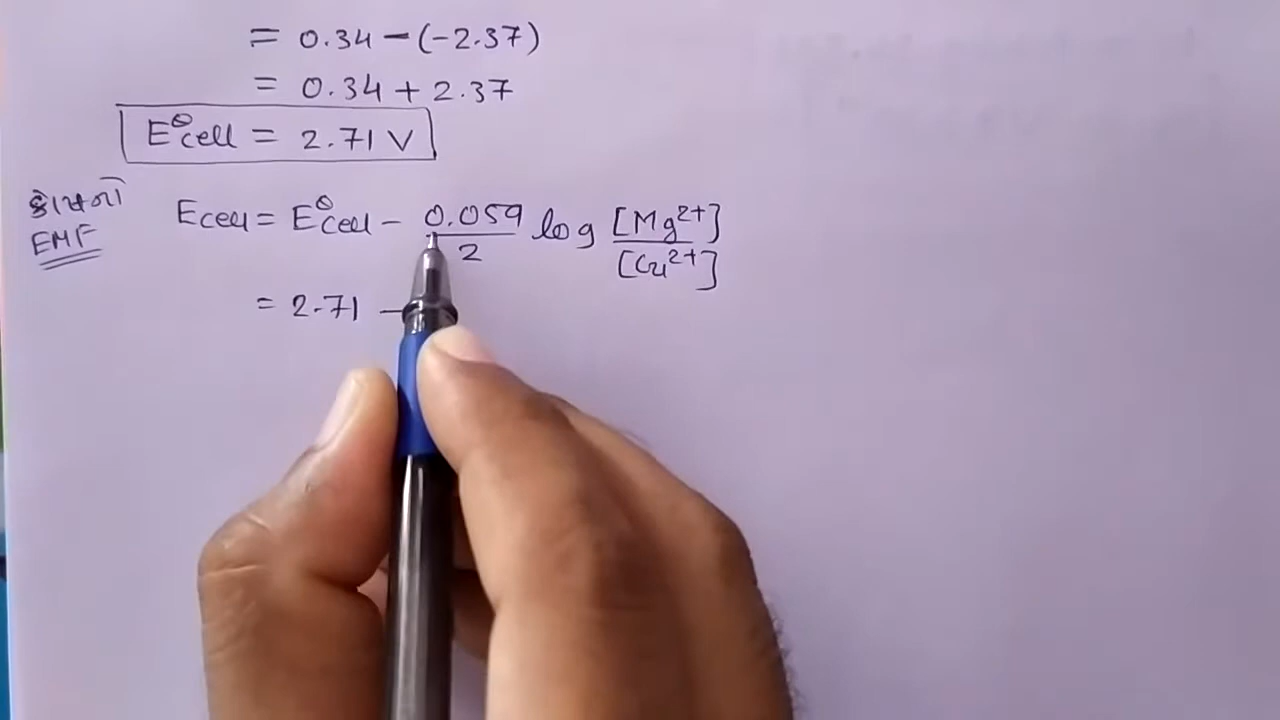 = 0.34 - (-2.37)
= 0.34 + 2.37
E⊖cell = 2.71 V
કોષનો
EMF
Ecell = E⊖cell - 0.059/2 log [Mg²⁺]/[Cu²⁺]
= 2.71 -